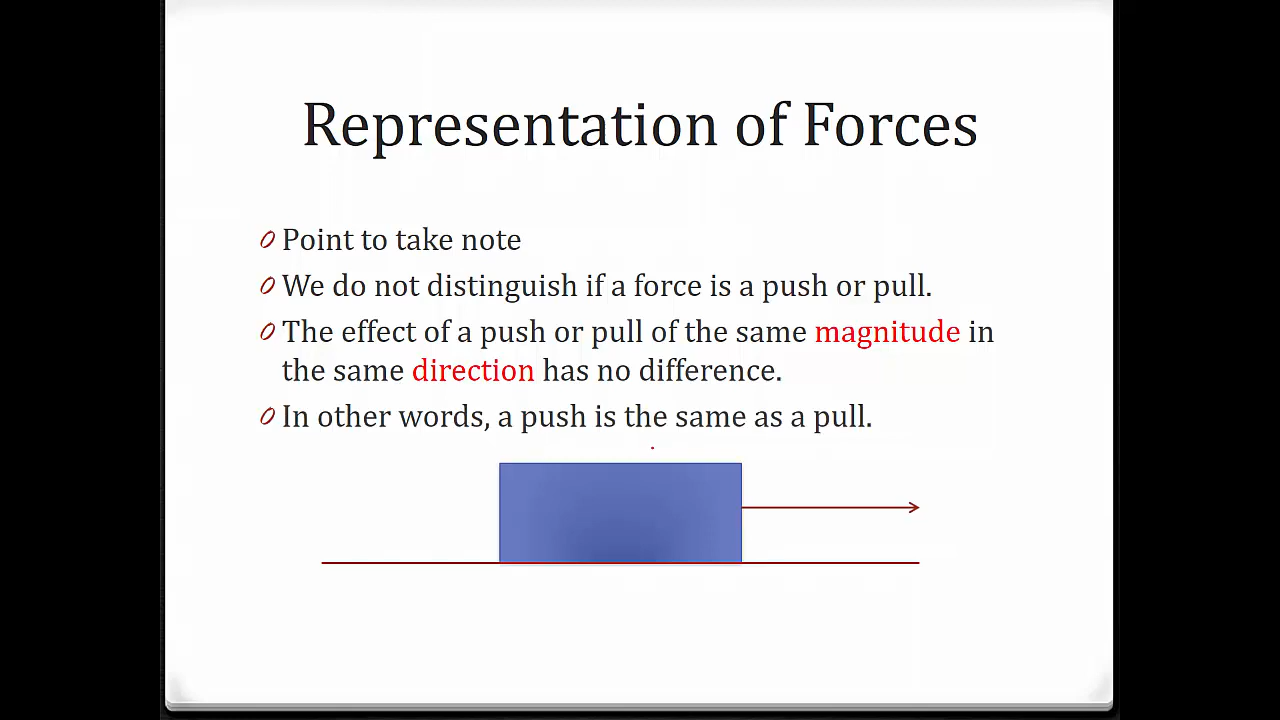 Representation of Forces
Point to take note
We do not distinguish if a force is a push or pull.
The effect of a push or pull of the same magnitude in
the same direction has no difference.
In other words, a push is the same as a pull.